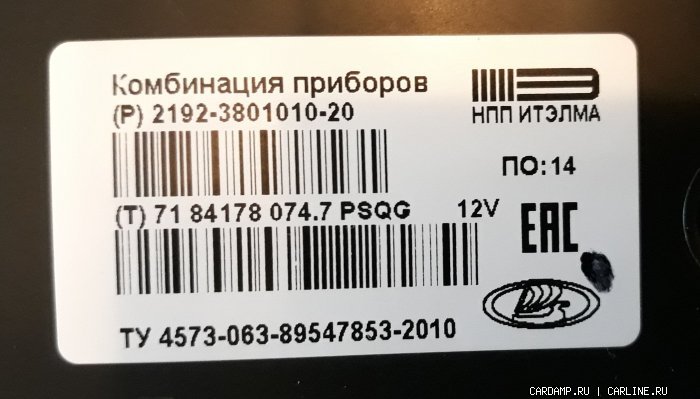 Комбинация приборов
(P) 2192-3801010-20
НПП ИТЭЛМА
ПО: 14
(T) 71 84178 074.7 PSQG 12V
EAC
ТУ 4573-063-89547853-2010
CARDAMP.RU | CARLINE.RU